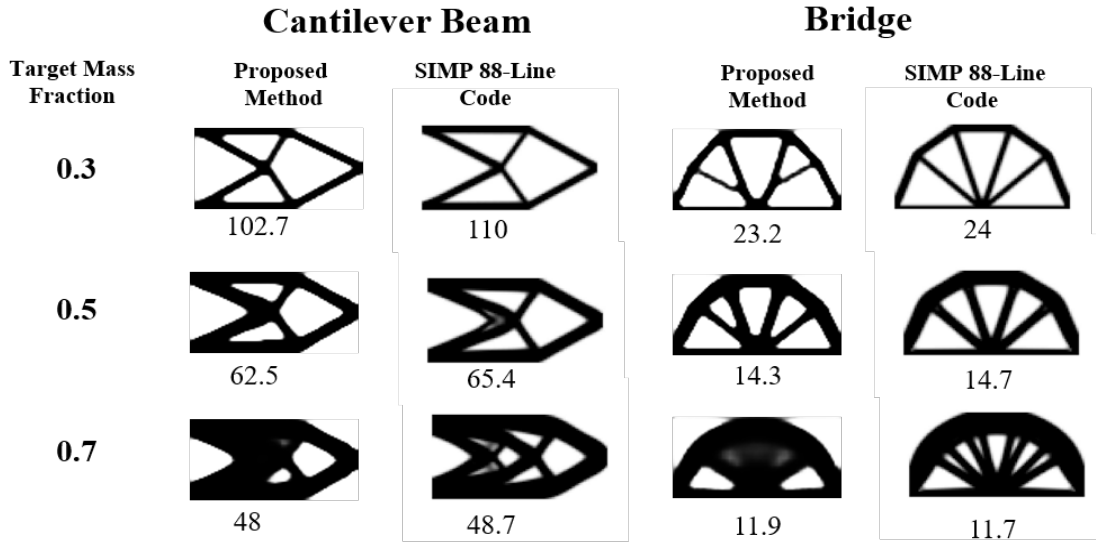 Cantilever Beam
Bridge
Target Mass
Fraction
Proposed
Method
SIMP 88-Line
Code
Proposed
Method
SIMP 88-Line
Code
0.3
102.7
110
23.2
24
0.5
62.5
65.4
14.3
14.7
0.7
48
48.7
11.9
11.7